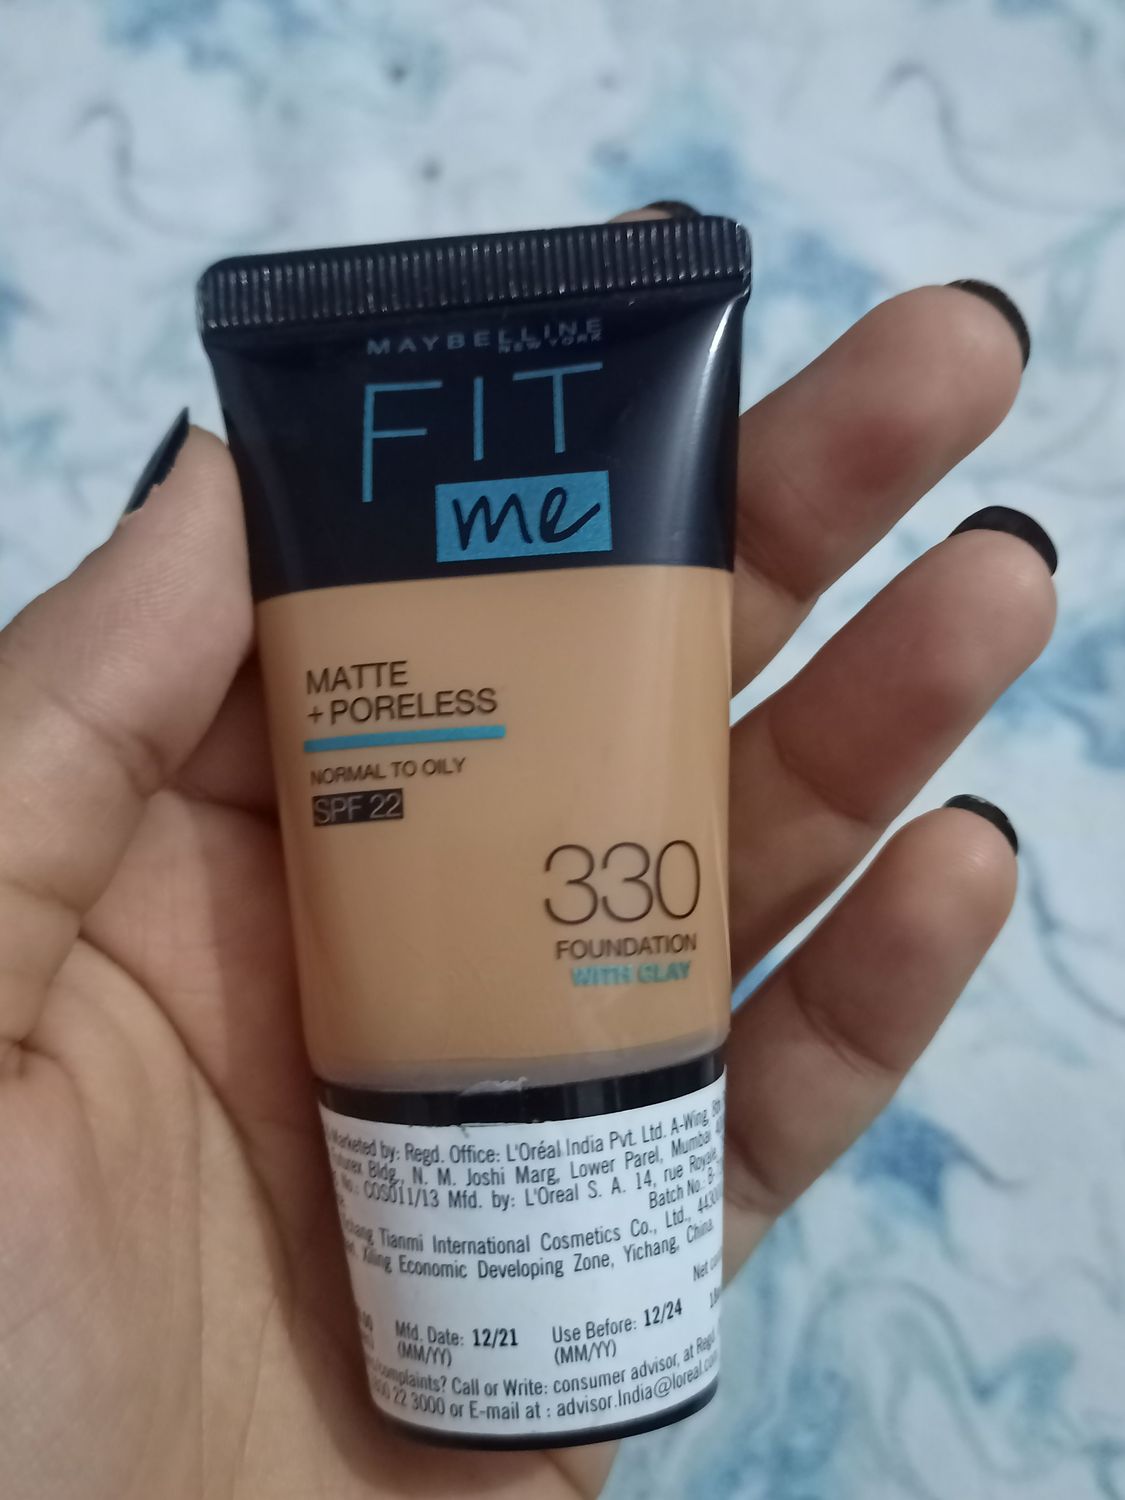 MAYBELLINE
NEW YORK
FIT
me
MATTE
+ PORELESS
NORMAL TO OILY
SPF 22
330
FOUNDATION
WITH CLAY
Marketed by: Regd. Office: L'Oréal India Pvt. Ltd. A-Wing, 8th
Futurex Bldg., N. M. Joshi Marg, Lower Parel, Mumbai
No.: COS011/13 Mfd. by: L'Oreal S. A. 14, rue Royale,
Batch No.: B-
Yichang Tianmi International Cosmetics Co., Ltd.,
Xiling Economic Developing Zone, Yichang, China.
Net
Mfd. Date: 12/21 Use Before: 12/24
(MM/YY) (MM/YY)
complaints? Call or Write: consumer advisor, at Regd.
22 3000 or E-mail at : advisor.India@loreal.com